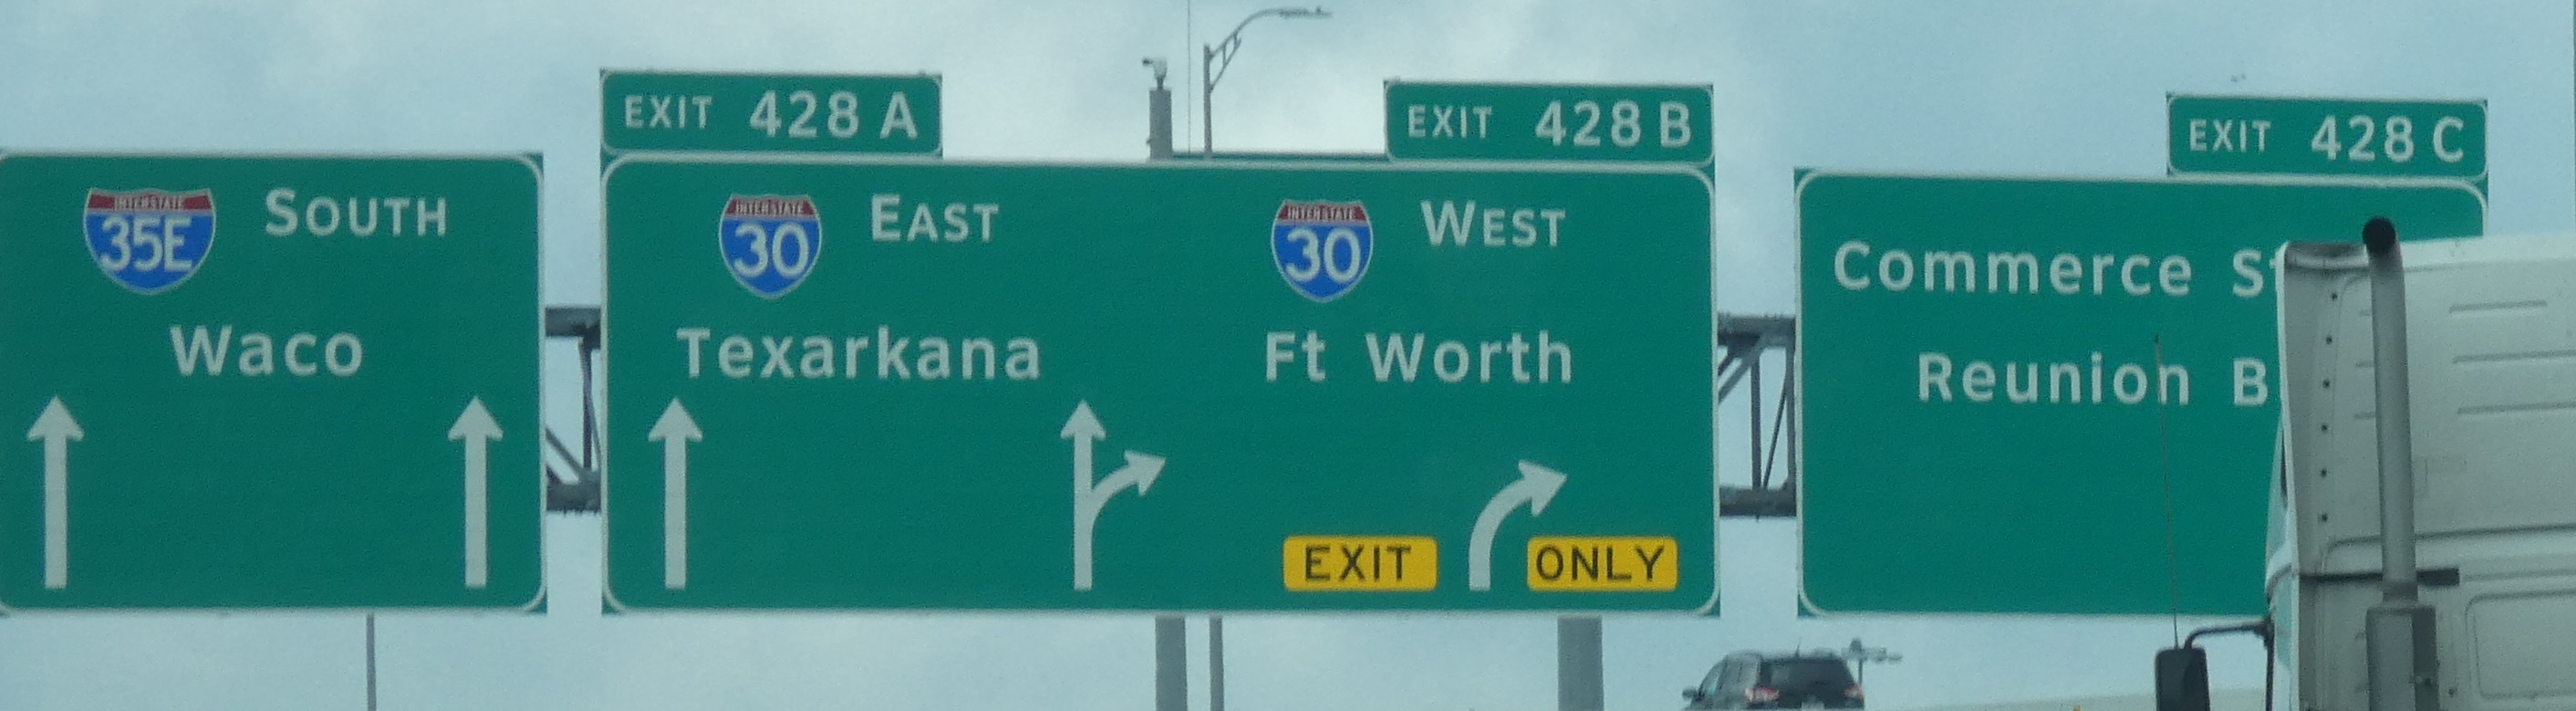 INTERSTATE
35E SOUTH
Waco
EXIT 428 A
INTERSTATE
30 EAST
Texarkana
EXIT 428 B
INTERSTATE
30 WEST
Ft Worth
EXIT ONLY
EXIT 428 C
Commerce
Reunion